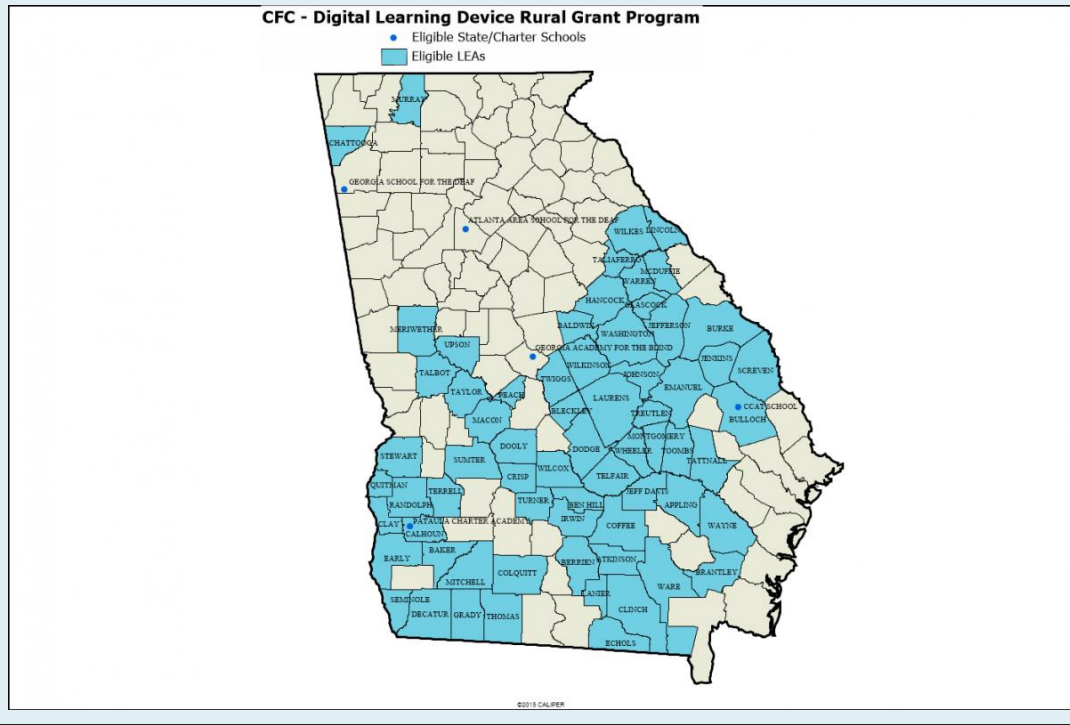 CFC - Digital Learning Device Rural Grant Program
Eligible State/Charter Schools
Eligible LEAs
MURRAY
CHATTOOGA
GEORGIA SCHOOL FOR THE DEAF
ATLANTA AREA SCHOOL FOR THE DEAF
WILKES
LINCOLN
TALIAFERRO
MCDUFFIE
WARREN
HANCOCK
GLASCOCK
BALDWIN
JEFFERSON
BURKE
MERIWETHER
WASHINGTON
UPSON
GEORGIA ACADEMY FOR THE BLIND
JENKINS
WILKINSON
SCREVEN
TALBOT
TWIGGS
JOHNSON
EMANUEL
TAYLOR
PEACH
LAURENS
CCAT SCHOOL
BLECKLEY
TREUTLEN
MACON
BULLOCH
MONTGOMERY
DOOLY
DODGE
WHEELER
TOOMBS
STEWART
SUMTER
TATTNALL
WILCOX
CRISP
TELFAIR
QUITMAN
TERRELL
JEFF DAVIS
RANDOLPH
TURNER
BEN HILL
APPLING
IRWIN
CLAY
PATAULA CHARTER ACADEMY
COFFEE
WAYNE
CALHOUN
BAKER
EARLY
BERRIEN
ATKINSON
COLQUITT
BRANTLEY
MITCHELL
WARE
LANIER
SEMINOLE
CLINCH
DECATUR
GRADY
THOMAS
ECHOLS
©2015 CALIPER